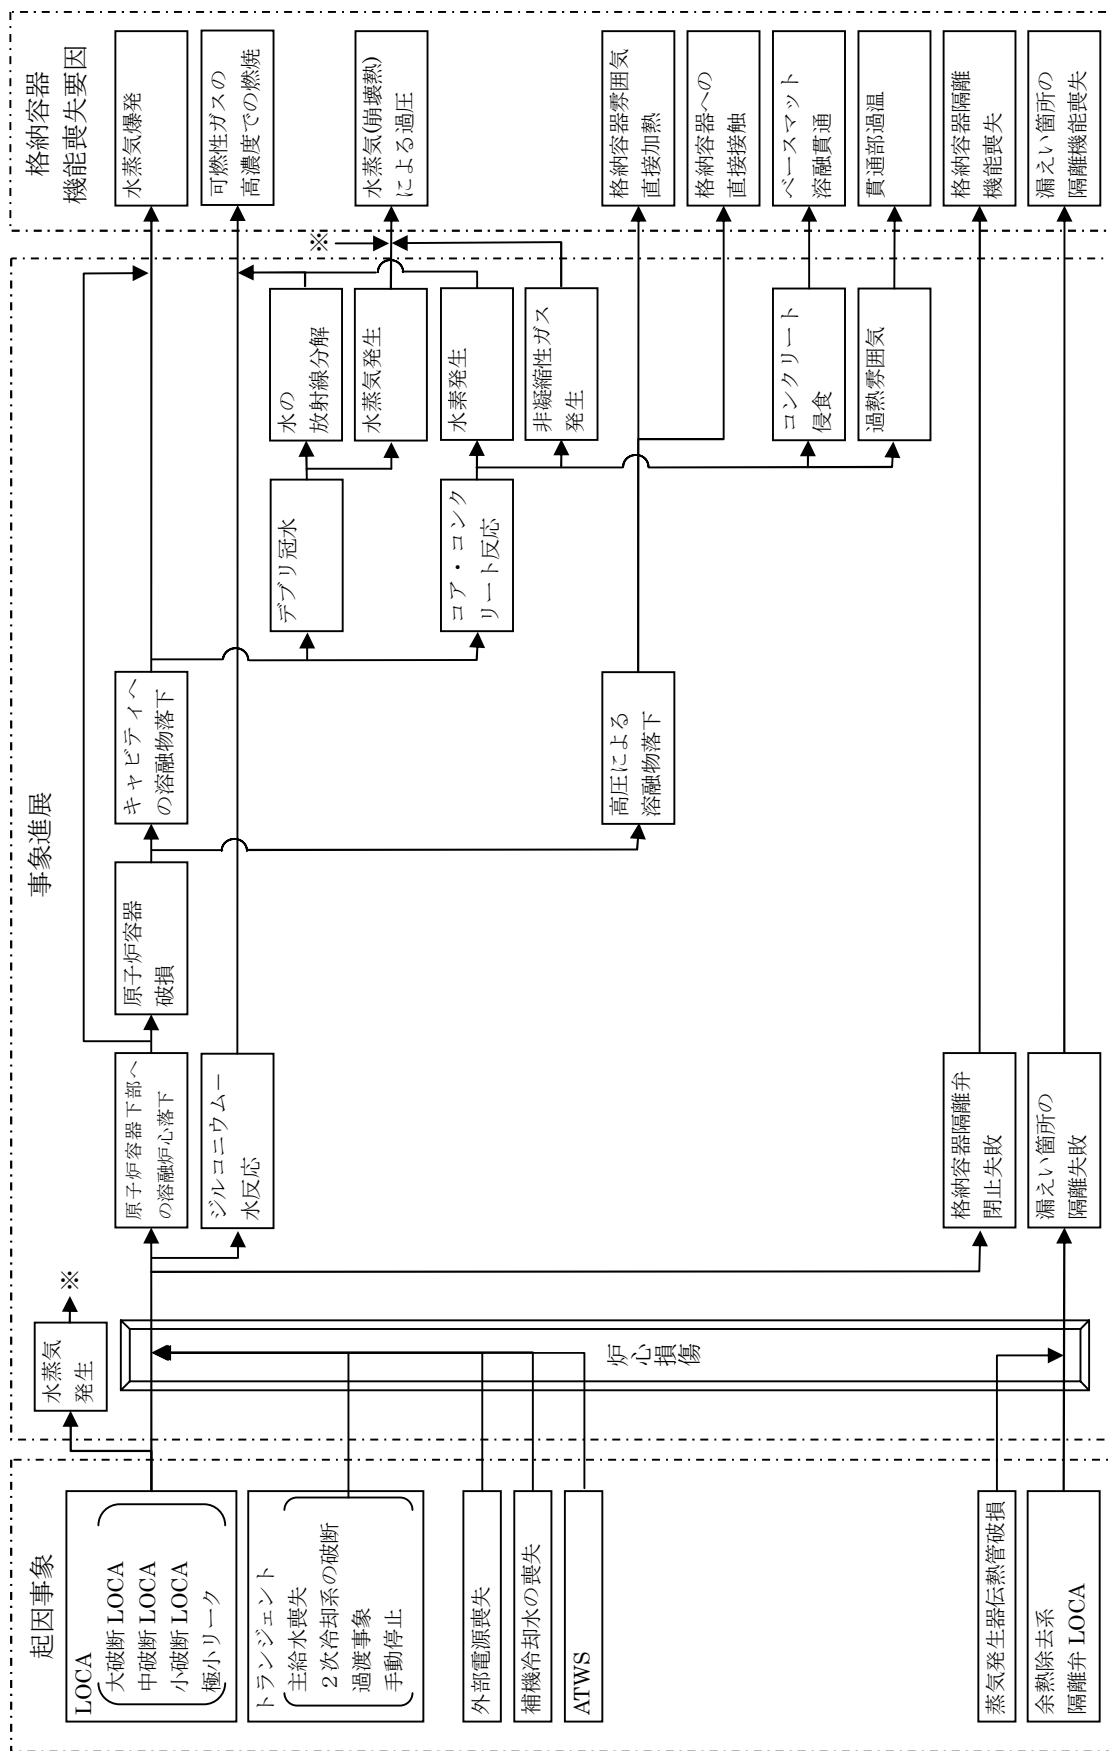 起因事象
LOCA
大破断 LOCA
中破断 LOCA
小破断 LOCA
極小リーク
トランジェント
主給水喪失
２次冷却系の破断
過渡事象
手動停止
外部電源喪失
補機冷却水の喪失
ATWS
蒸気発生器伝熱管破損
余熱除去系
隔離弁 LOCA
事象進展
水蒸気
発生
※
炉心損傷
原子炉容器下部へ
の溶融炉心落下
ジルコニウムー
水反応
格納容器隔離弁
閉止失敗
漏えい箇所の
隔離失敗
原子炉容器
破損
キャビティへ
の溶融物落下
高圧による
溶融物落下
デブリ冠水
コア・コンク
リート反応
水の
放射線分解
水蒸気発生
水素発生
非凝縮性ガス
発生
コンクリート
侵食
過熱雰囲気
※
格納容器
機能喪失要因
水蒸気爆発
可燃性ガスの
高濃度での燃焼
水蒸気(崩壊熱)
による過圧
格納容器雰囲気
直接加熱
格納容器への
直接接触
ベースマット
溶融貫通
貫通部過温
格納容器隔離
機能喪失
漏えい箇所の
隔離機能喪失